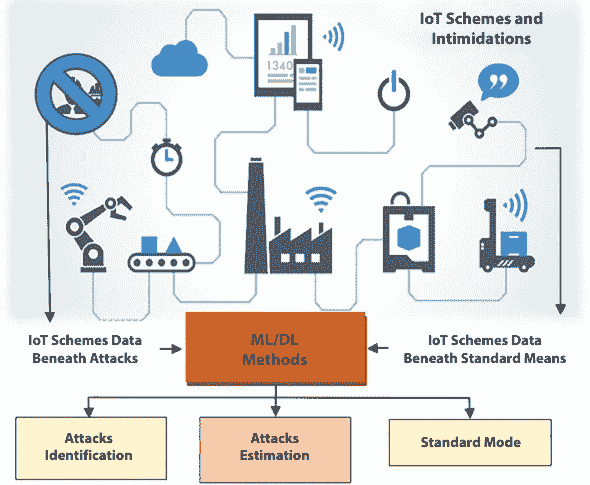 IoT Schemes and
Intimidations
1340
IoT Schemes Data
Beneath Attacks
ML/DL
Methods
IoT Schemes Data
Beneath Standard Means
Attacks
Identification
Attacks
Estimation
Standard Mode